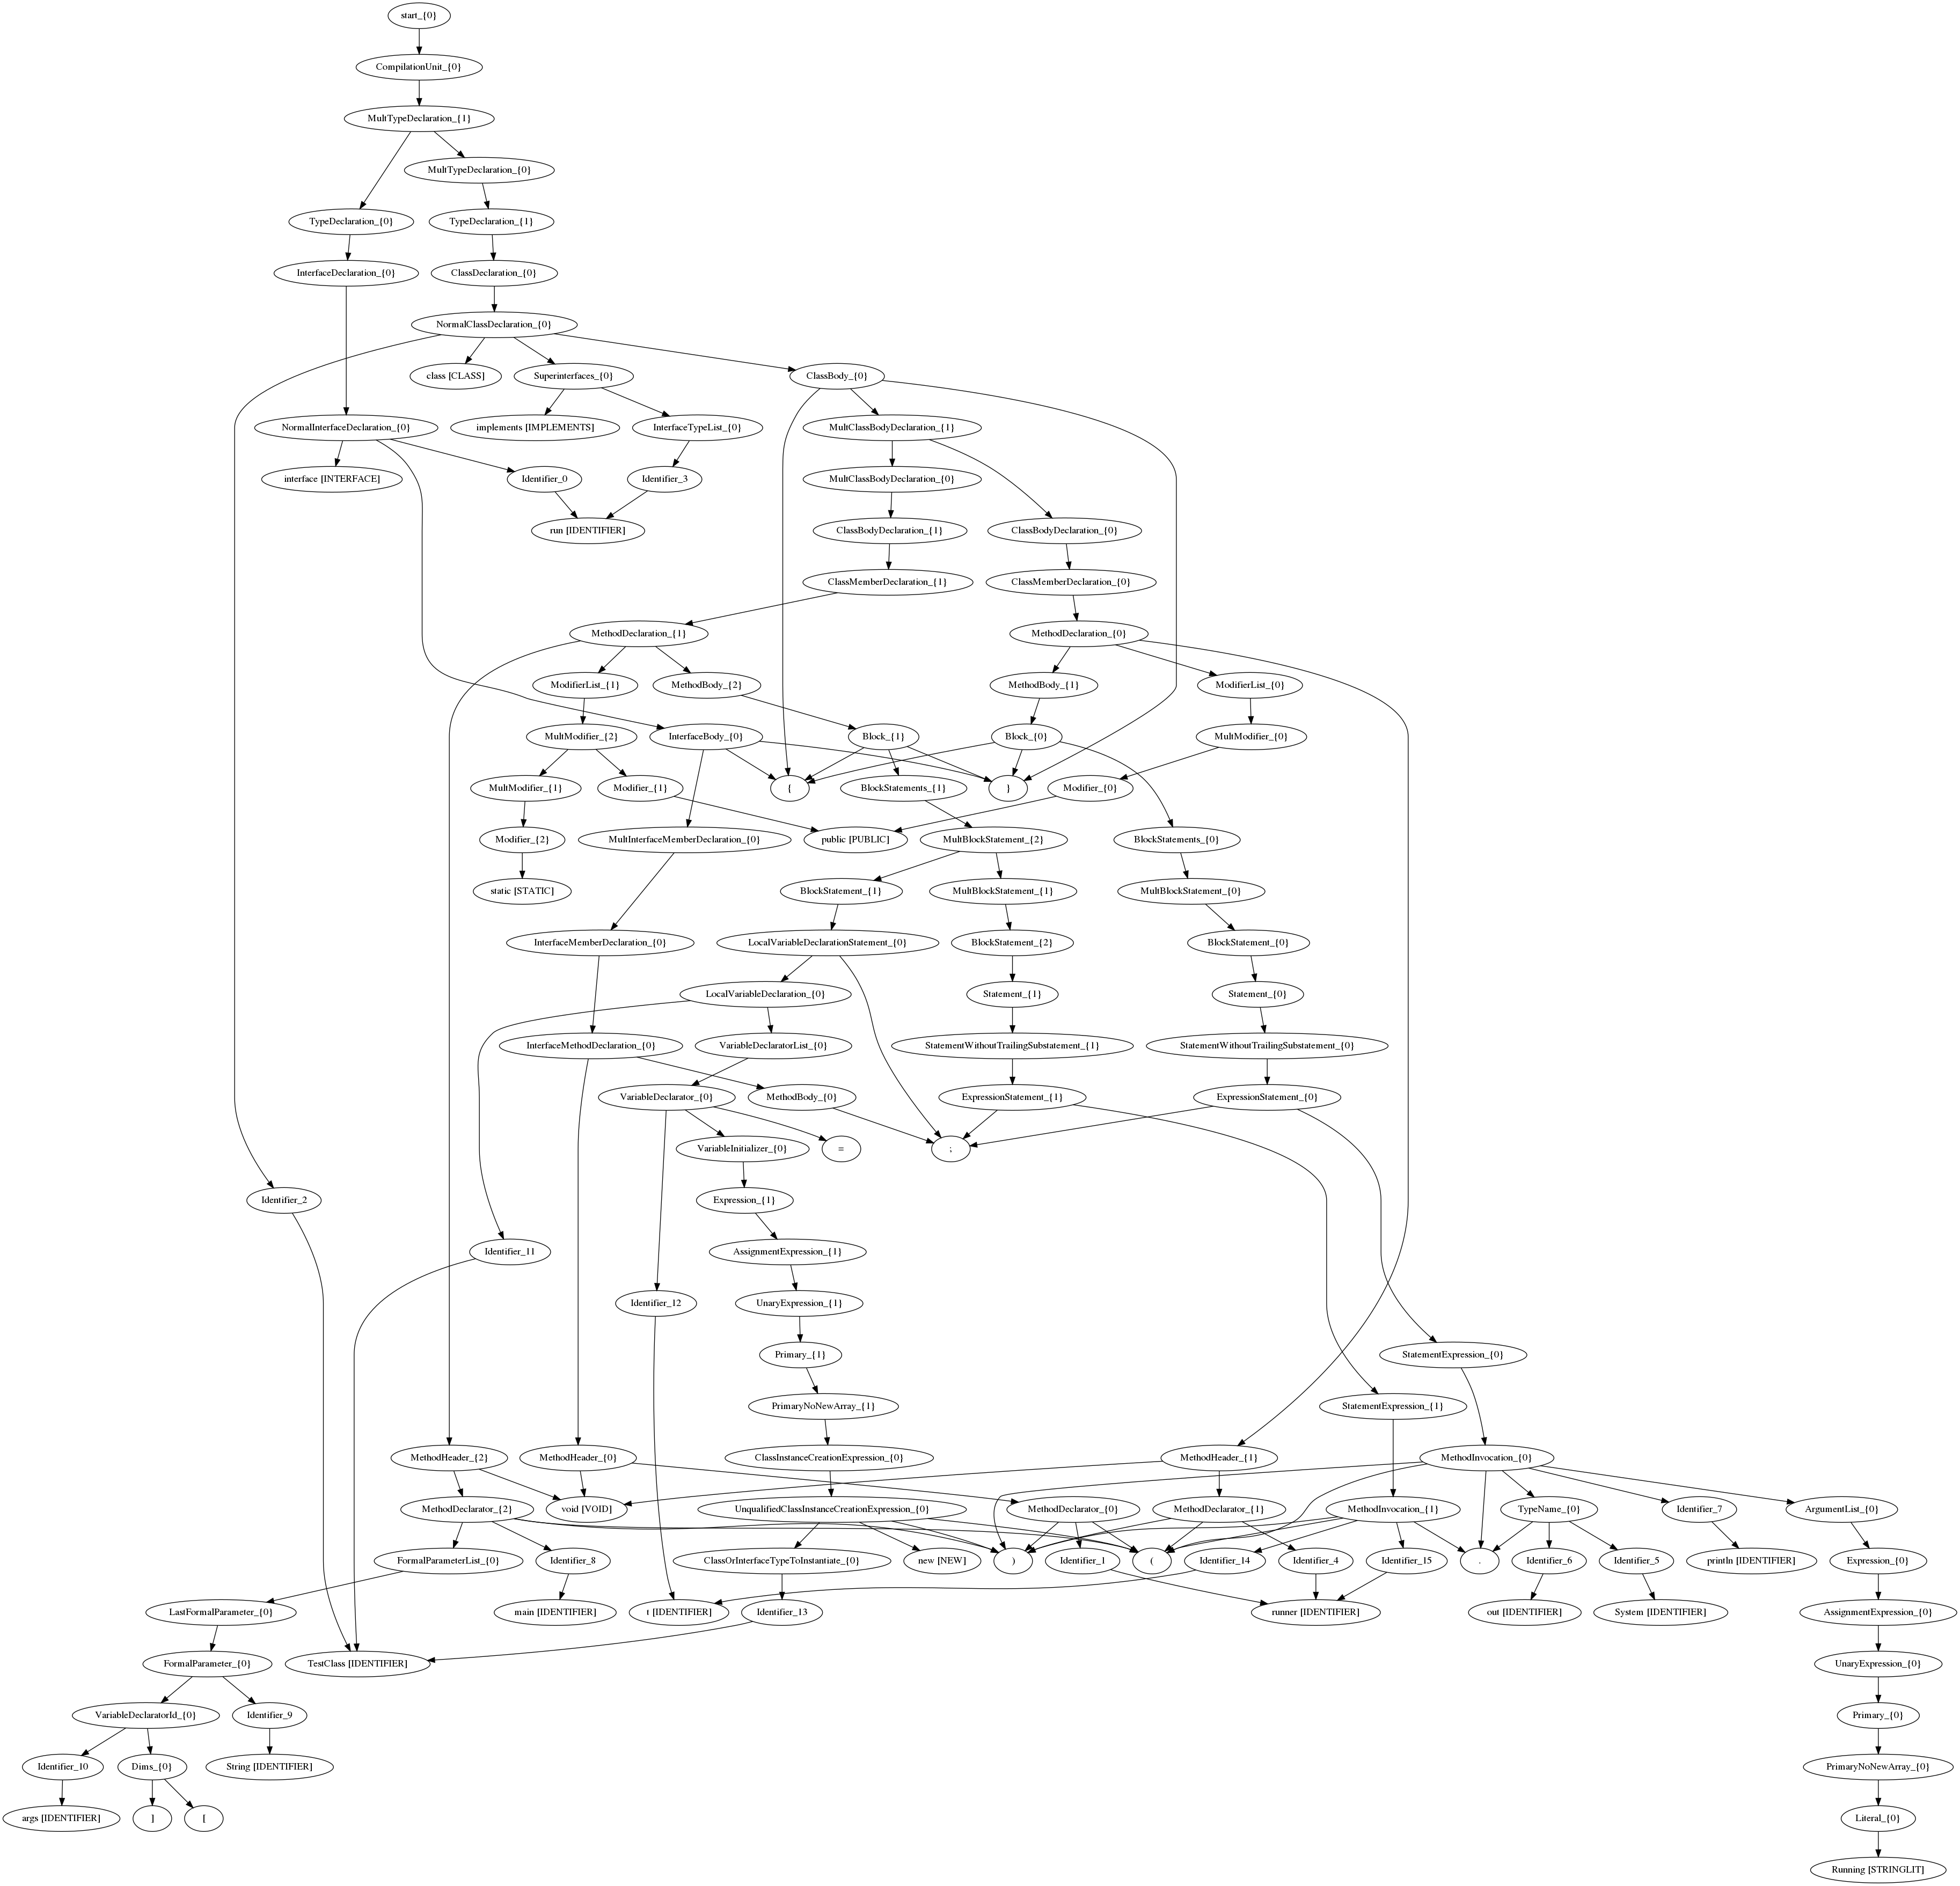 start_{0}
CompilationUnit_{0}
MultTypeDeclaration_{1}
MultTypeDeclaration_{0}
TypeDeclaration_{0}
TypeDeclaration_{1}
InterfaceDeclaration_{0}
ClassDeclaration_{0}
NormalClassDeclaration_{0}
class [CLASS]
Superinterfaces_{0}
ClassBody_{0}
NormalInterfaceDeclaration_{0}
implements [IMPLEMENTS]
InterfaceTypeList_{0}
MultClassBodyDeclaration_{1}
interface [INTERFACE]
Identifier_0
Identifier_3
MultClassBodyDeclaration_{0}
run [IDENTIFIER]
ClassBodyDeclaration_{1}
ClassBodyDeclaration_{0}
ClassMemberDeclaration_{1}
ClassMemberDeclaration_{0}
MethodDeclaration_{1}
MethodDeclaration_{0}
ModifierList_{1}
MethodBody_{2}
MethodBody_{1}
ModifierList_{0}
MultModifier_{2}
InterfaceBody_{0}
Block_{1}
Block_{0}
MultModifier_{0}
MultModifier_{1}
Modifier_{1}
{
BlockStatements_{1}
}
Modifier_{0}
Modifier_{2}
MultInterfaceMemberDeclaration_{0}
public [PUBLIC]
MultBlockStatement_{2}
BlockStatements_{0}
static [STATIC]
BlockStatement_{1}
MultBlockStatement_{1}
MultBlockStatement_{0}
InterfaceMemberDeclaration_{0}
LocalVariableDeclarationStatement_{0}
BlockStatement_{2}
BlockStatement_{0}
LocalVariableDeclaration_{0}
Statement_{1}
Statement_{0}
InterfaceMethodDeclaration_{0}
VariableDeclaratorList_{0}
StatementWithoutTrailingSubstatement_{1}
StatementWithoutTrailingSubstatement_{0}
VariableDeclarator_{0}
MethodBody_{0}
ExpressionStatement_{1}
ExpressionStatement_{0}
VariableInitializer_{0}
=
;
Identifier_2
Expression_{1}
Identifier_11
AssignmentExpression_{1}
Identifier_12
UnaryExpression_{1}
Primary_{1}
StatementExpression_{0}
PrimaryNoNewArray_{1}
StatementExpression_{1}
MethodHeader_{2}
MethodHeader_{0}
ClassInstanceCreationExpression_{0}
MethodHeader_{1}
MethodInvocation_{0}
MethodDeclarator_{2}
void [VOID]
UnqualifiedClassInstanceCreationExpression_{0}
MethodDeclarator_{0}
MethodDeclarator_{1}
MethodInvocation_{1}
TypeName_{0}
Identifier_7
ArgumentList_{0}
FormalParameterList_{0}
Identifier_8
ClassOrInterfaceTypeToInstantiate_{0}
new [NEW]
)
Identifier_1
(
Identifier_14
Identifier_4
Identifier_15
.
Identifier_6
Identifier_5
println [IDENTIFIER]
Expression_{0}
LastFormalParameter_{0}
main [IDENTIFIER]
t [IDENTIFIER]
Identifier_13
runner [IDENTIFIER]
out [IDENTIFIER]
System [IDENTIFIER]
AssignmentExpression_{0}
FormalParameter_{0}
TestClass [IDENTIFIER]
UnaryExpression_{0}
VariableDeclaratorId_{0}
Identifier_9
Primary_{0}
Identifier_10
Dims_{0}
String [IDENTIFIER]
PrimaryNoNewArray_{0}
args [IDENTIFIER]
]
[
Literal_{0}
Running [STRINGLIT]